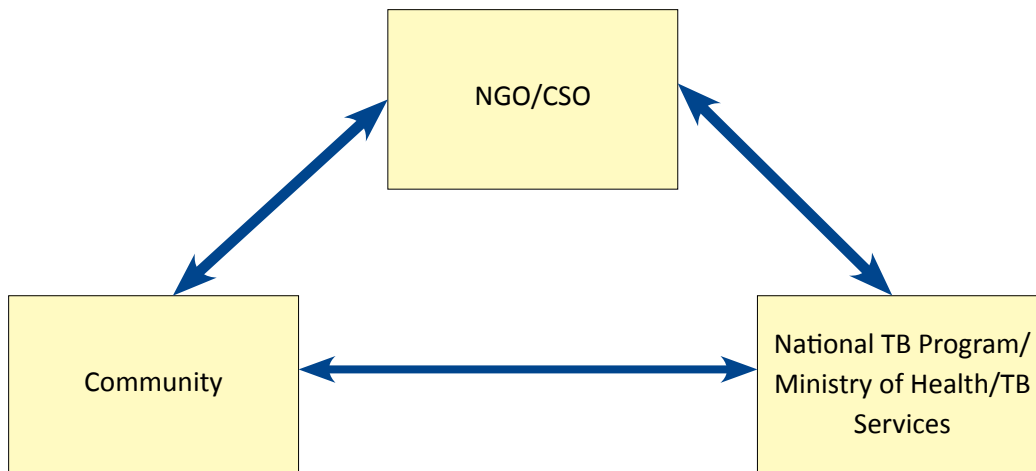 NGO/CSO
Community
National TB Program/
Ministry of Health/TB
Services